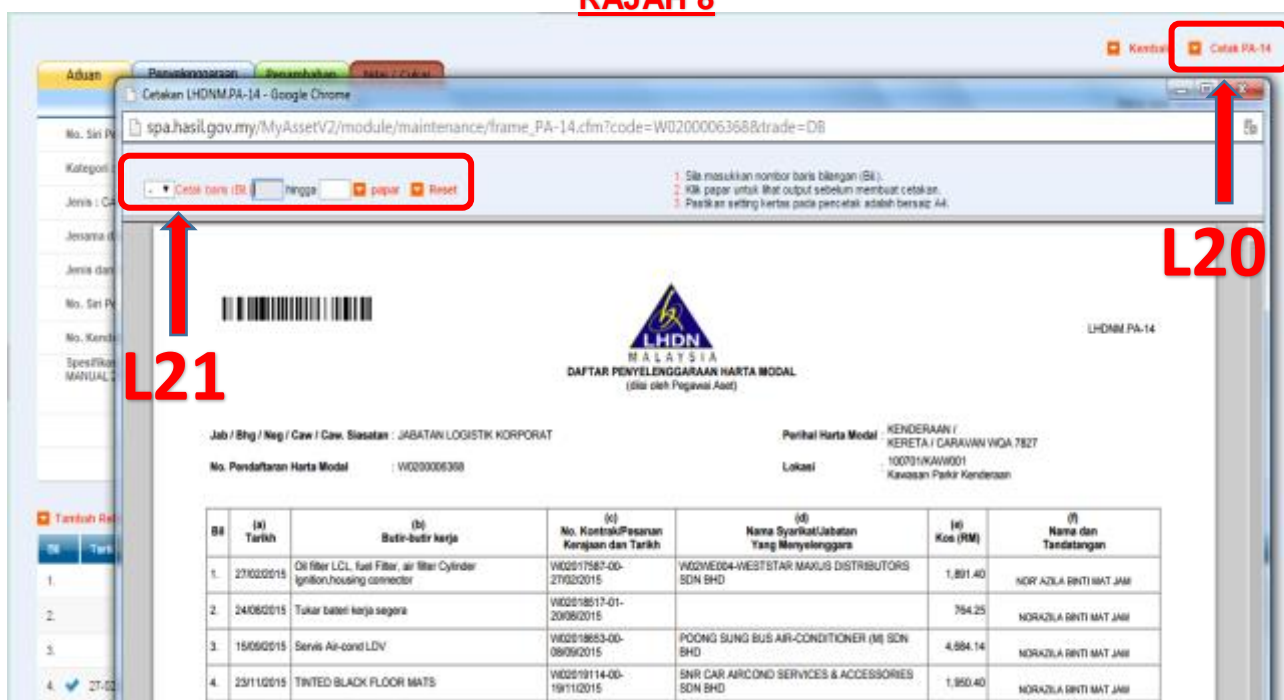 RAJAH 8
Kembali
Cetak PA-14
Aduan
Penyelenggaraan
Penambahan
Nilai / Cukai
Cetakan LHDNM.PA-14 - Google Chrome
spa.hasil.gov.my/MyAssetV2/module/maintenance/frame_PA-14.cfm?code=W0200006368&trade=DB
No. Siri P
Kategori
Jenis : CA
Jenama d
Jenis dan
No. Siri P
No. Kend
Spesifika
MANUAL 2
Cetak baris (Bil.) hingga papar Reset
1. Sila masukkan nombor baris bilangan (Bil.).
2. Klik papar untuk lihat output sebelum membuat cetakan.
3. Pastikan setting kertas pada pencetak adalah bersaiz A4.
L20
L21
LHDN
MALAYSIA
LHDNM.PA-14
DAFTAR PENYELENGGARAAN HARTA MODAL
(diisi oleh Pegawai Aset)
Jab / Bhg / Neg / Caw / Caw. Siasatan : JABATAN LOGISTIK KORPORAT
Perihal Harta Modal : KENDERAAN /
KERETA / CARAVAN WQA 7827
No. Pendaftaran Harta Modal : W0200006368
Lokasi : 100701/KAWW001
Kawasan Parkir Kenderaan
Bil (a) Tarikh (b) Butir-butir kerja (c) No. Kontrak/Pesanan Kerajaan dan Tarikh (d) Nama Syarikat/Jabatan Yang Menyelenggara (e) Kos (RM) (f) Nama dan Tandatangan
1. 27/02/2015 Oil filter LCL, fuel Filter, air filter Cylinder Ignition,housing connector W02017587-00- 27/02/2015 W02WE004-WESTSTAR MAXUS DISTRIBUTORS SDN BHD 1,891.40 NOR' AZILA BINTI MAT JAM
2. 24/06/2015 Tukar bateri kerja segera W02018517-01- 20/06/2015 764.25 NORAZILA BINTI MAT JAM
3. 15/09/2015 Servis Air-cond LDV W02018653-00- 08/09/2015 POONG SUNG BUS AIR-CONDITIONER (M) SDN BHD 4,684.14 NORAZILA BINTI MAT JAM
4. 23/11/2015 TINTED BLACK FLOOR MATS W02019114-00- 19/11/2015 SNR CAR AIRCOND SERVICES & ACCESSORIES SDN BHD 1,950.40 NORAZILA BINTI MAT JAM
Tambah Re
Bil Tari
1.
2.
3.
4. 27-02